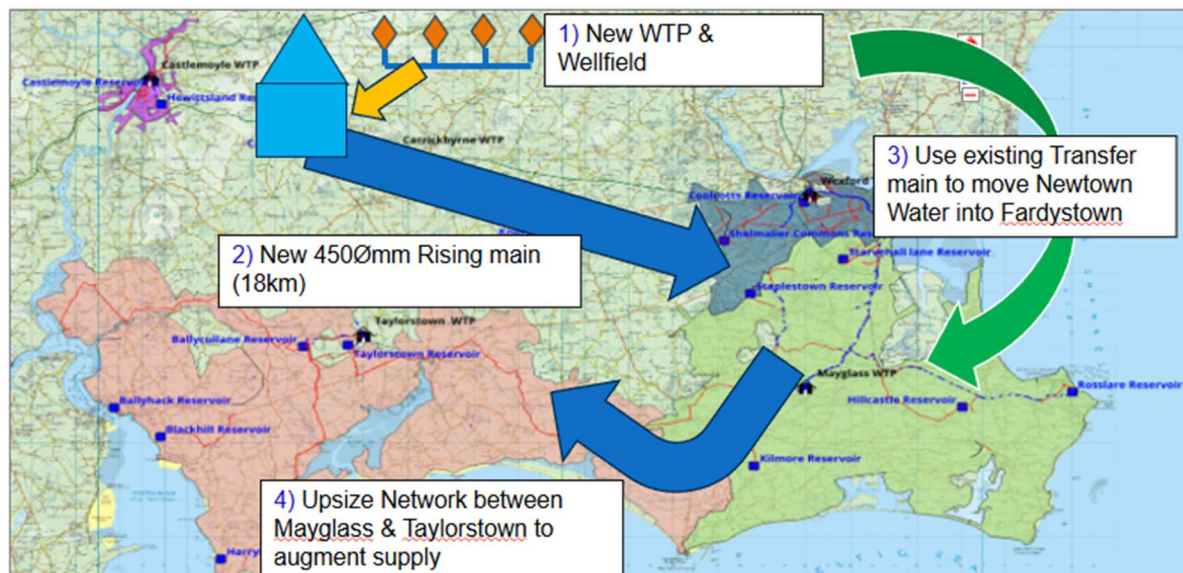 1) New WTP &
Wellfield
Castlemoyle WTP
Castlemoyle Reservoir
Carrickbyrne WTP
3) Use existing Transfer
main to move Newtown
Water into Fardystown
Wexford
Coolcotts Reservoir
Shelmalier Commons
2) New 450Ømm Rising main
(18km)
Starvehall lane Reservoir
Staplestown Reservoir
Taylorstown WTP
Ballycullane Reservoir
Taylorstown Reservoir
Mayglass WTP
Rosslare Reservoir
Hillcastle Reservoir
Ballyhack Reservoir
Blackhill Reservoir
Kilmore Reservoir
4) Upsize Network between
Mayglass & Taylorstown to
augment supply